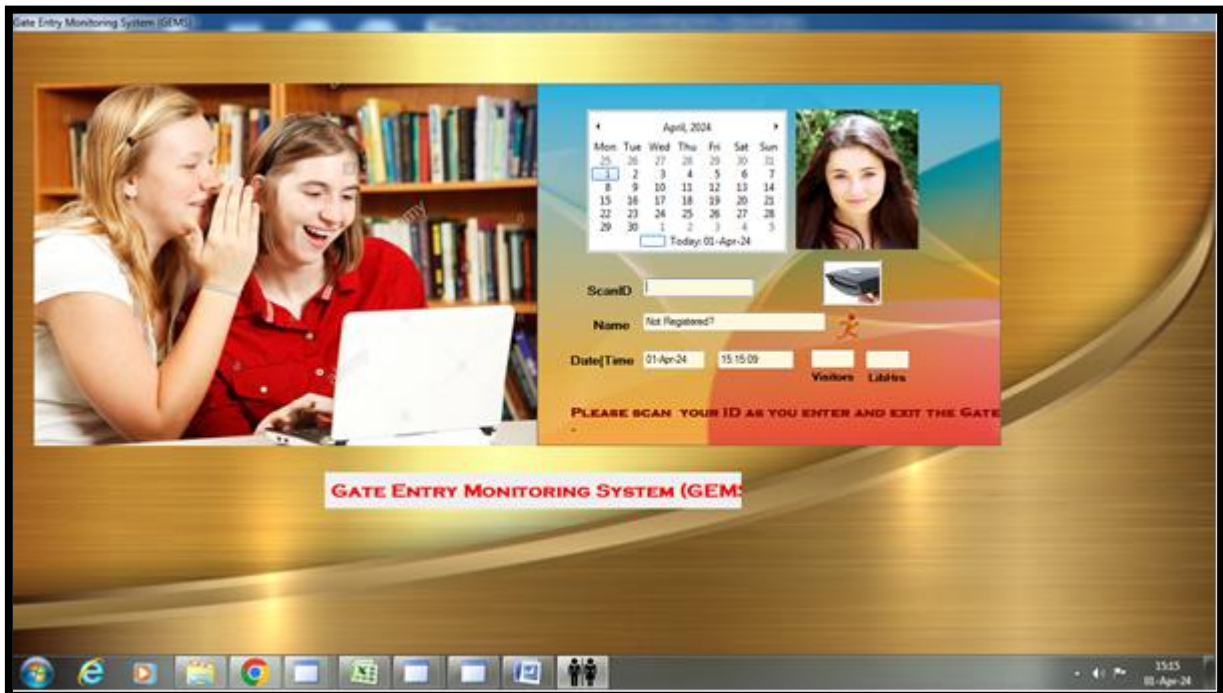 Gate Entry Monitoring System (GEMS)
April, 2024
Mon Tue Wed Thu Fri Sat Sun
25 26 27 28 29 30 31
1 2 3 4 5 6 7
8 9 10 11 12 13 14
15 16 17 18 19 20 21
22 23 24 25 26 27 28
29 30 1 2 3 4 5
Today: 01-Apr-24
ScanID
Name Not Registered?
Date|Time 01-Apr-24 15:15:09
Visitors LibHrs
PLEASE SCAN YOUR ID AS YOU ENTER AND EXIT THE GATE
GATE ENTRY MONITORING SYSTEM (GEMS
15:15
01-Apr-24